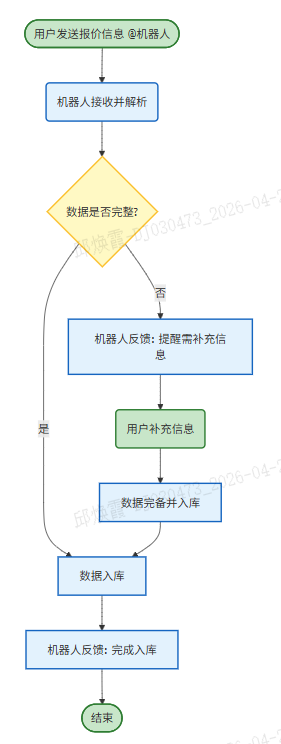 用户发送报价信息 @机器人
机器人接收并解析
数据是否完整?
否
机器人反馈: 提醒需补充信
息
用户补充信息
是
数据完备并入库
数据入库
机器人反馈: 完成入库
结束